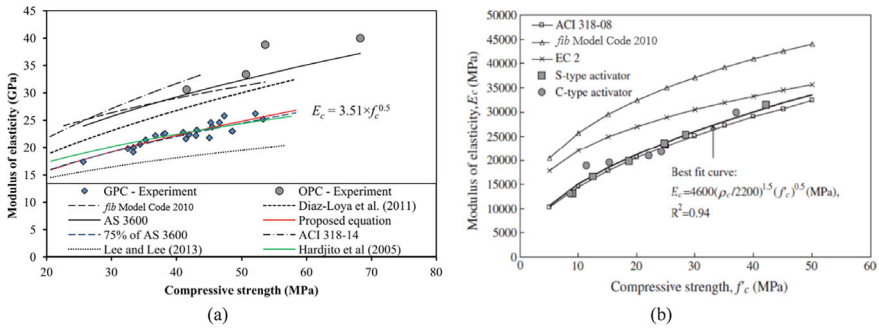 (a)
45
40
35
30
25
20
15
10
5
0
Modulus of elasticity (GPa)
E_c = 3.51×f'^0.5
GPC - Experiment
OPC - Experiment
fib Model Code 2010
Diaz-Loya et al. (2011)
AS 3600
Proposed equation
75% of AS 3600
ACI 318-14
Lee and Lee (2013)
Hardjito et al (2005)
20 30 40 50 60 70 80
Compressive strength (MPa)
(a)
b)
50000
45000
40000
35000
30000
25000
20000
15000
10000
5000
0
Modulus of elasticity, E_c (MPa)
ACI 318-08
fib Model Code 2010
EC 2
S-type activator
C-type activator
Best fit curve:
E_c=4600(ρ_c/2200)^1.5(f'_c)^0.5 (MPa),
R²=0.94
0 10 20 30 40 50 60
Compressive strength, f'_c (MPa)
(b)